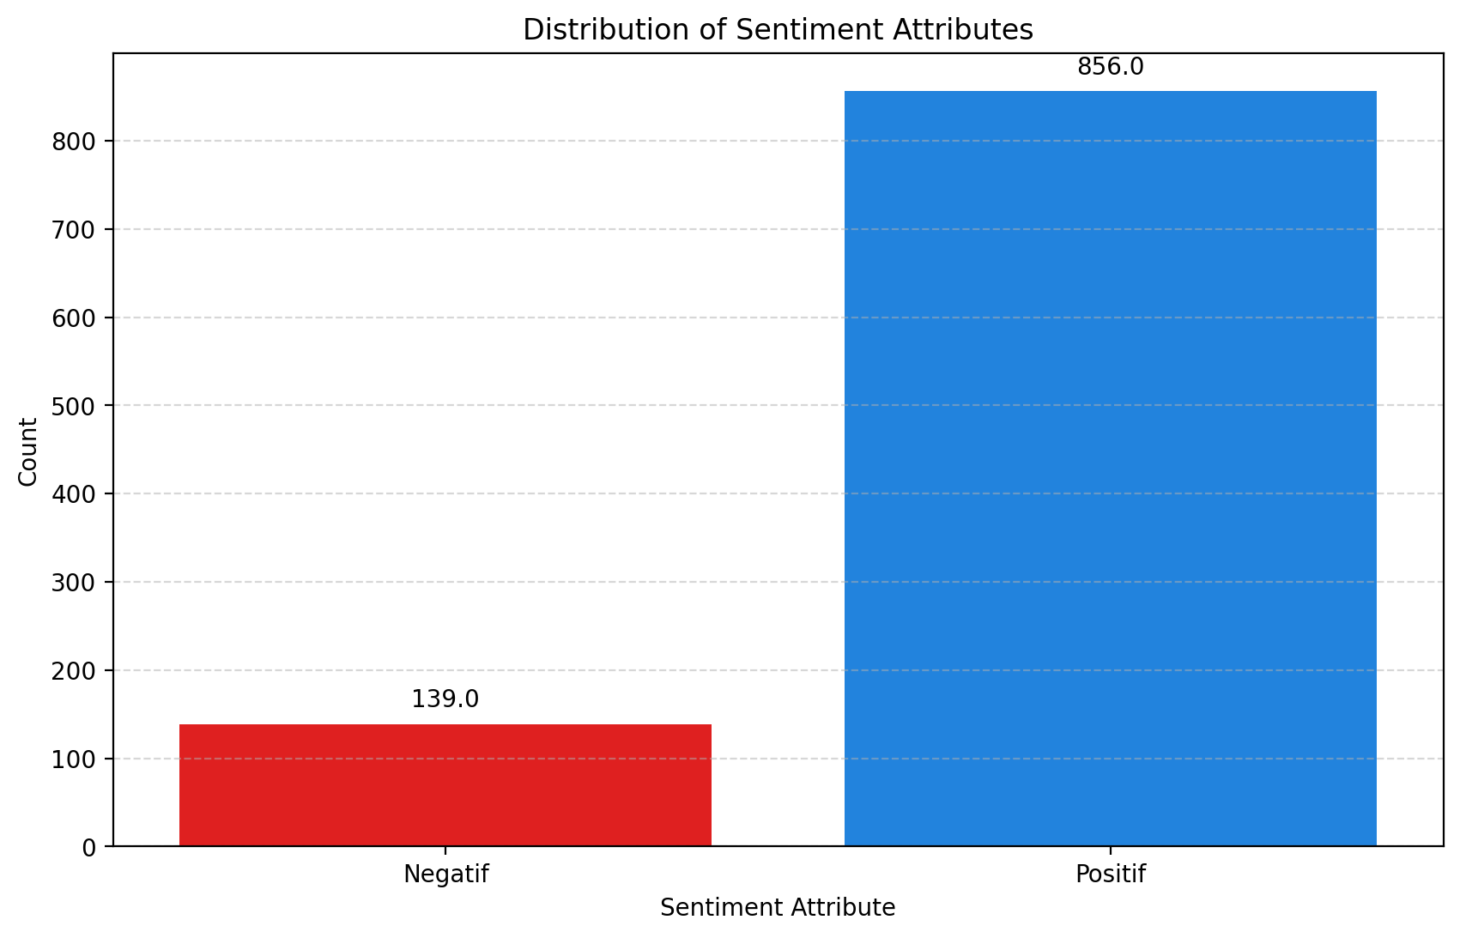 Distribution of Sentiment Attributes
856.0
800
700
600
500
400
300
200
139.0
100
0
Count
Negatif
Positif
Sentiment Attribute